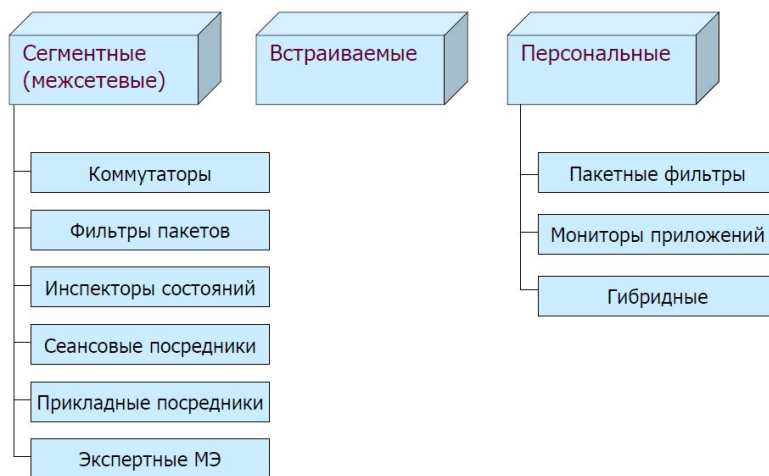 Сегментные
(межсетевые)
Встраиваемые
Персональные
Коммутаторы
Фильтры пакетов
Инспекторы состояний
Сеансовые посредники
Прикладные посредники
Экспертные МЭ
Пакетные фильтры
Мониторы приложений
Гибридные